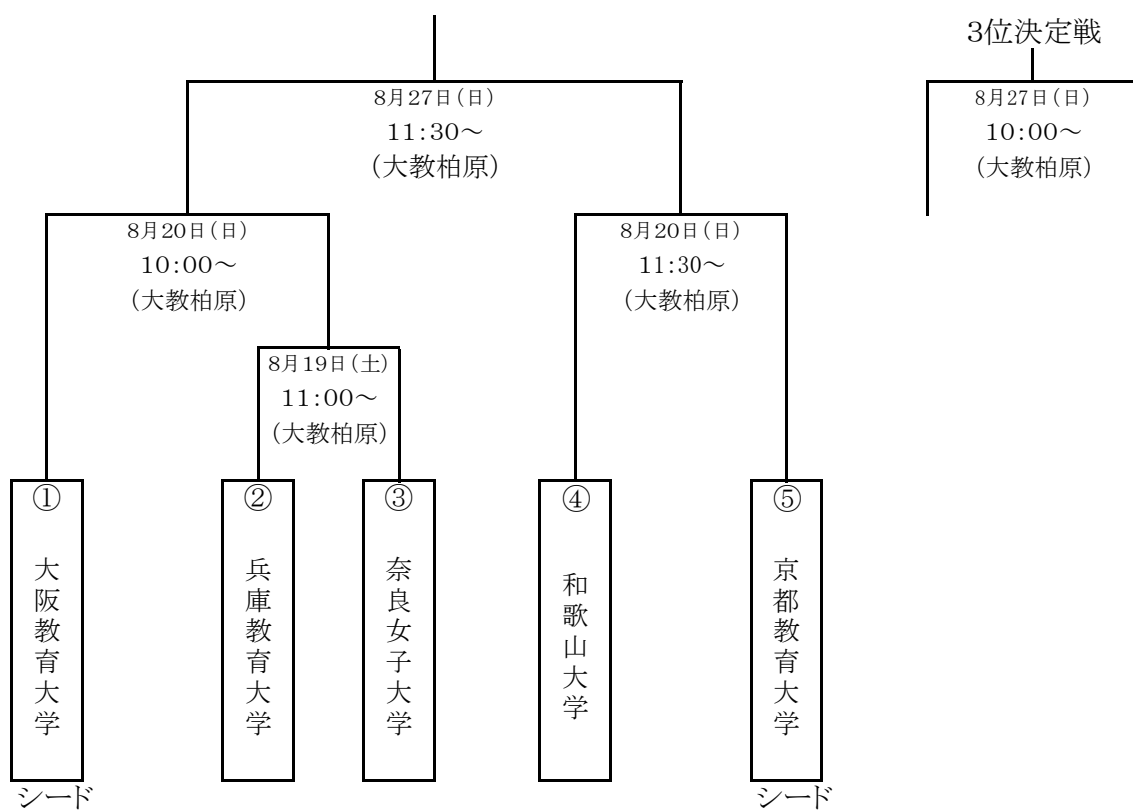 3位決定戦
8月27日(日)
11:30～
(大教柏原)
8月27日(日)
10:00～
(大教柏原)
8月20日(日)
10:00～
(大教柏原)
8月20日(日)
11:30～
(大教柏原)
8月19日(土)
11:00～
(大教柏原)
①
大阪教育大学
シード
②
兵庫教育大学
③
奈良女子大学
④
和歌山大学
⑤
京都教育大学
シード